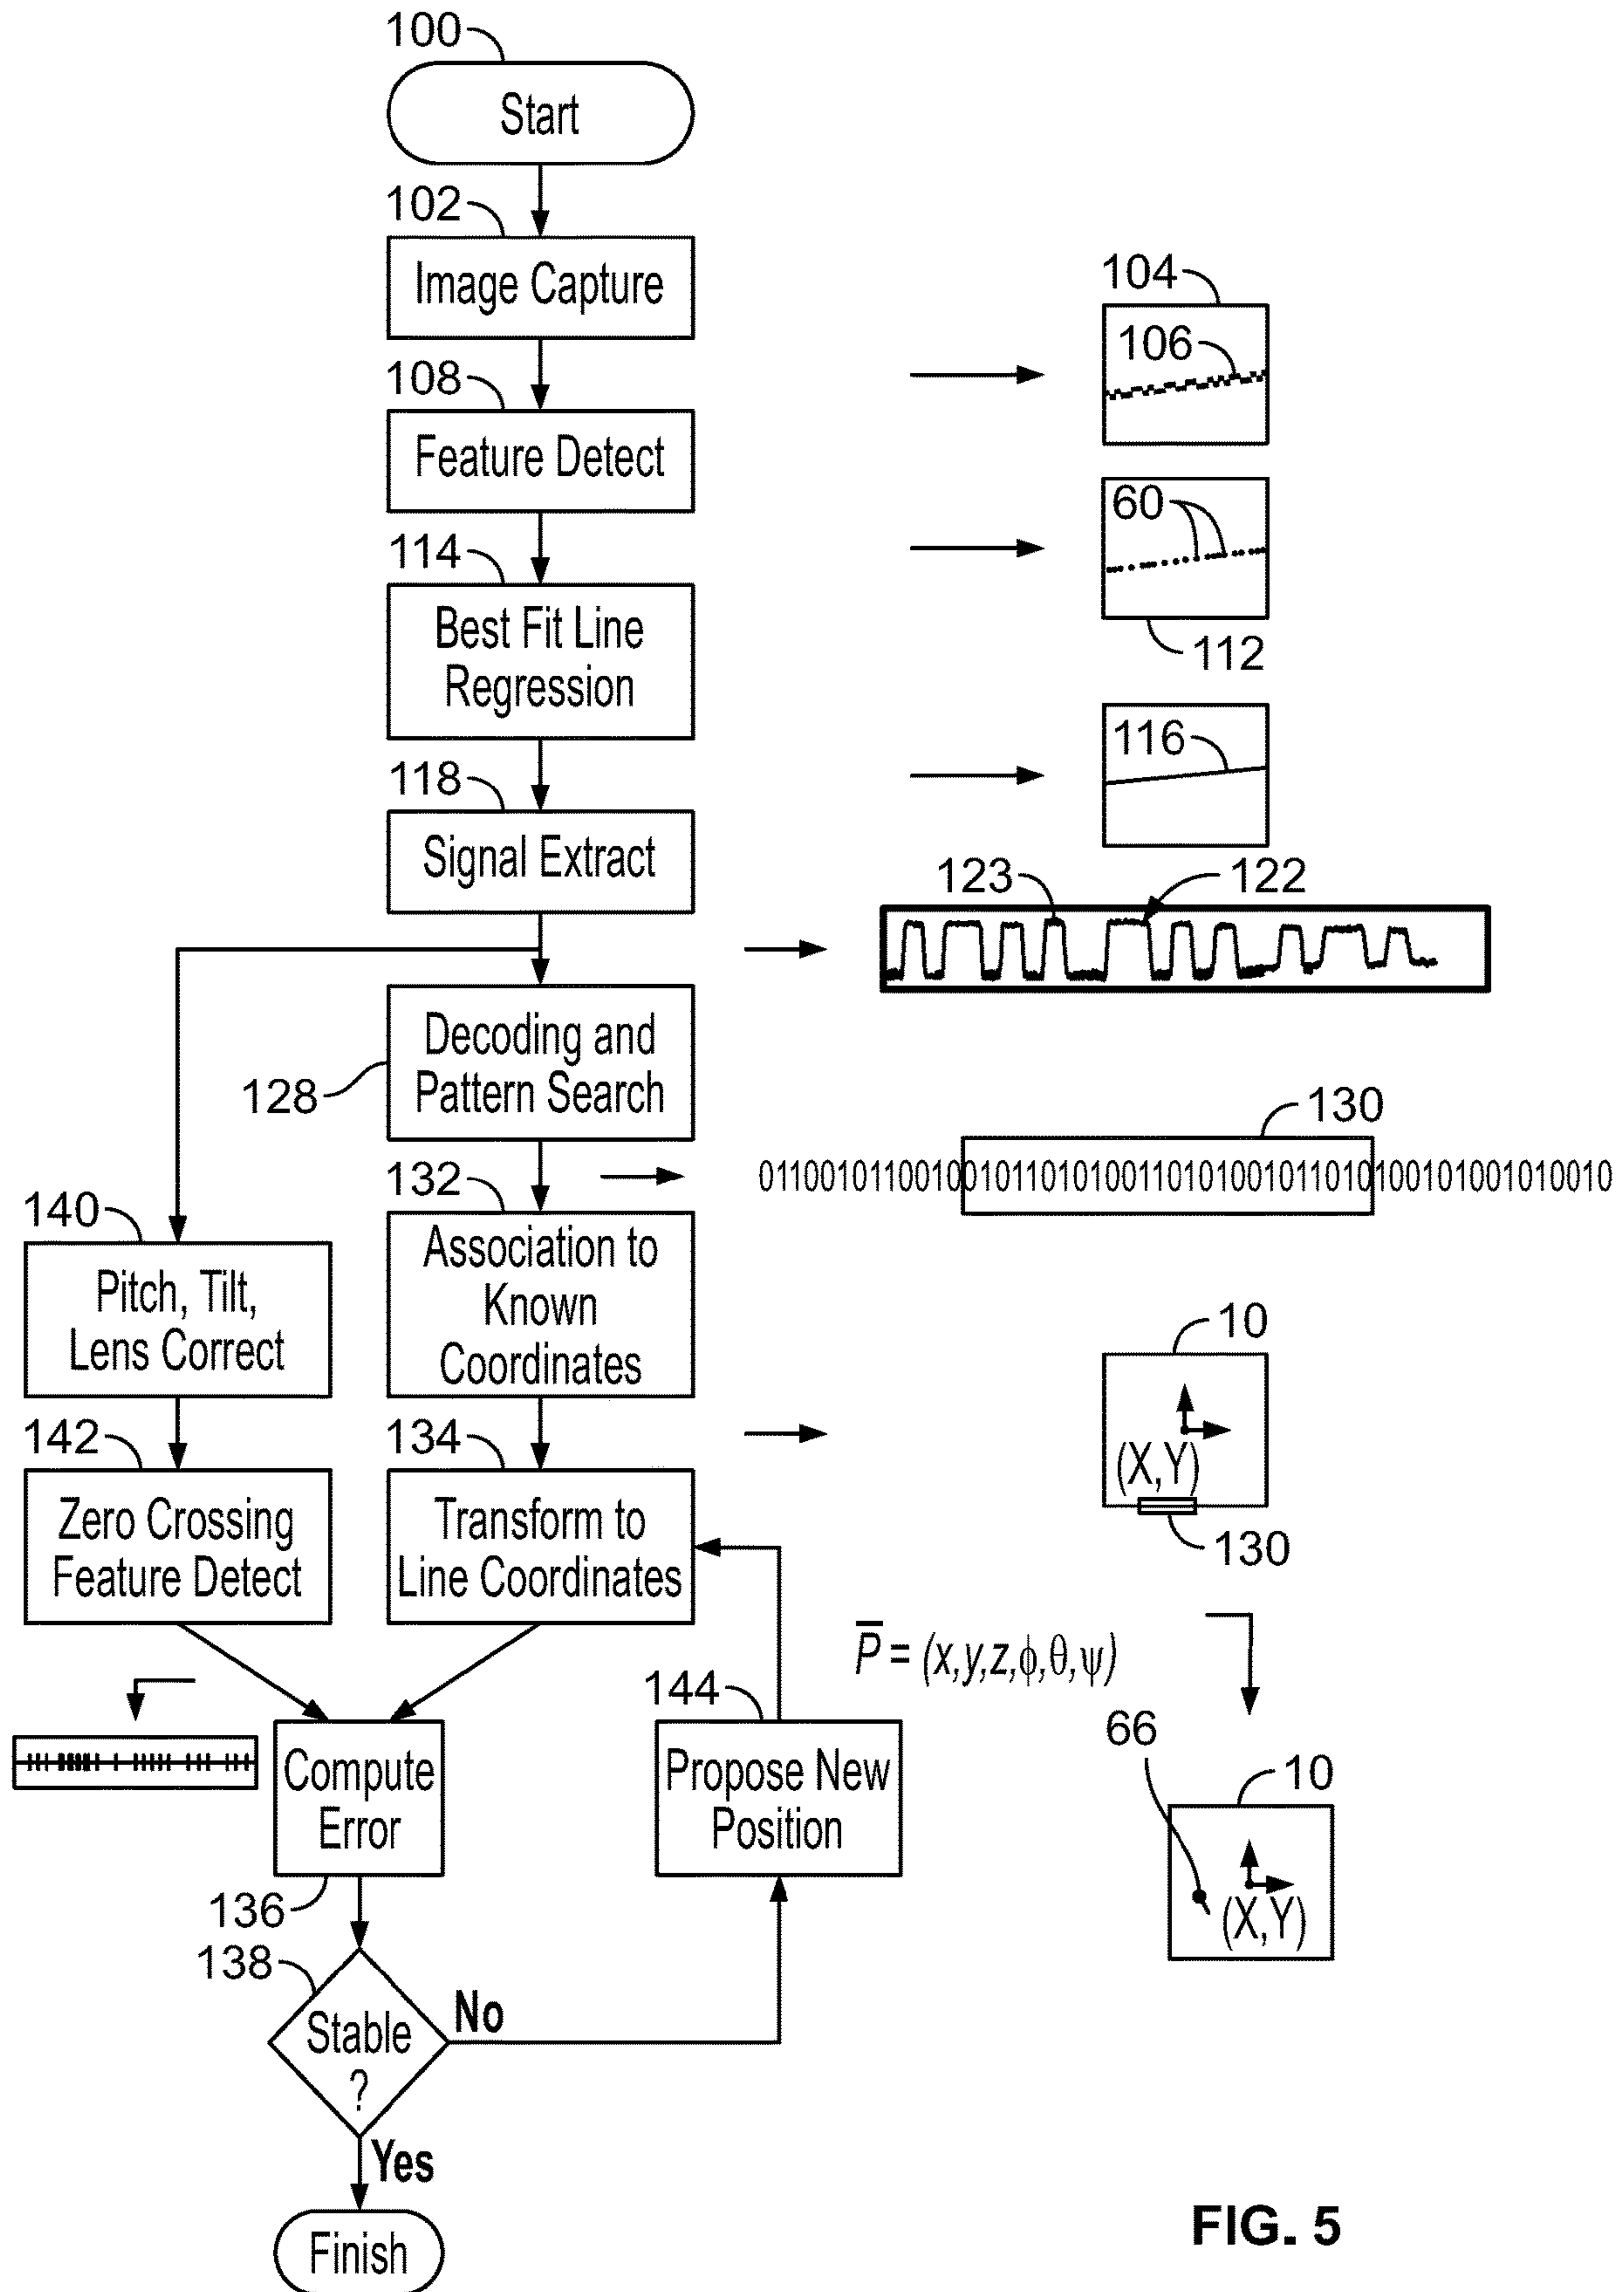 100
Start
102
Image Capture
104
106
108
Feature Detect
60
112
114
Best Fit Line
Regression
116
118
Signal Extract
123
122
128
Decoding and
Pattern Search
130
011001011001001011010100110101001011010100101001010010
132
Association to
Known
Coordinates
140
Pitch, Tilt,
Lens Correct
10
(X,Y)
130
142
Zero Crossing
Feature Detect
134
Transform to
Line Coordinates
P̅ = (x,y,z,ϕ,θ,ψ)
144
Propose New
Position
66
10
(X,Y)
Compute
Error
136
138
Stable
?
No
Yes
Finish
FIG. 5